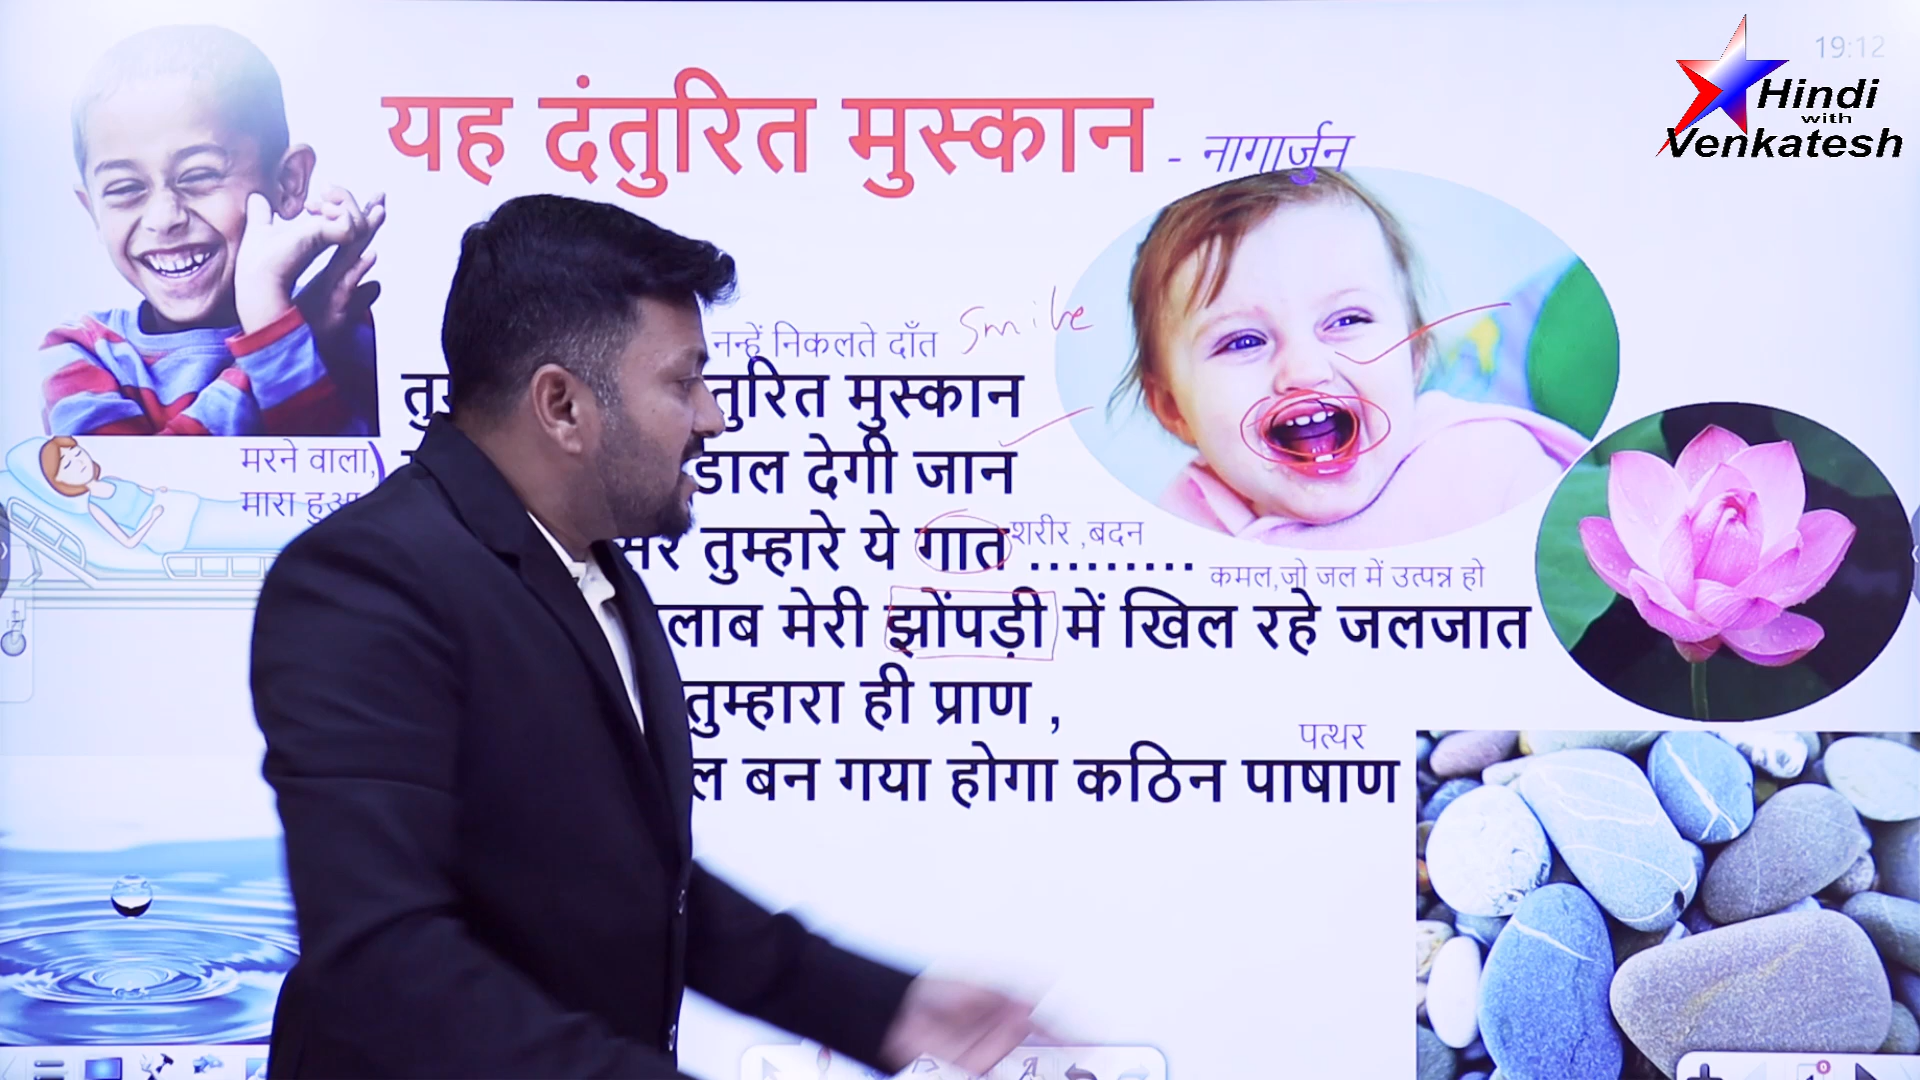 19:12
Hindi
with
Venkatesh
यह दंतुरित मुस्कान - नागार्जुन
नन्हें निकलते दाँत Smile
मुस्कान
मरने वाला,)
डाल देगी जान
मारा
तुम्हारे ये गात ......... शरीर ,बदन
कमल,जो जल में उत्पन्न हो
मेरी झोंपड़ी में खिल रहे जलजात
तुम्हारा ही प्राण ,
पत्थर
बन गया होगा कठिन पाषाण